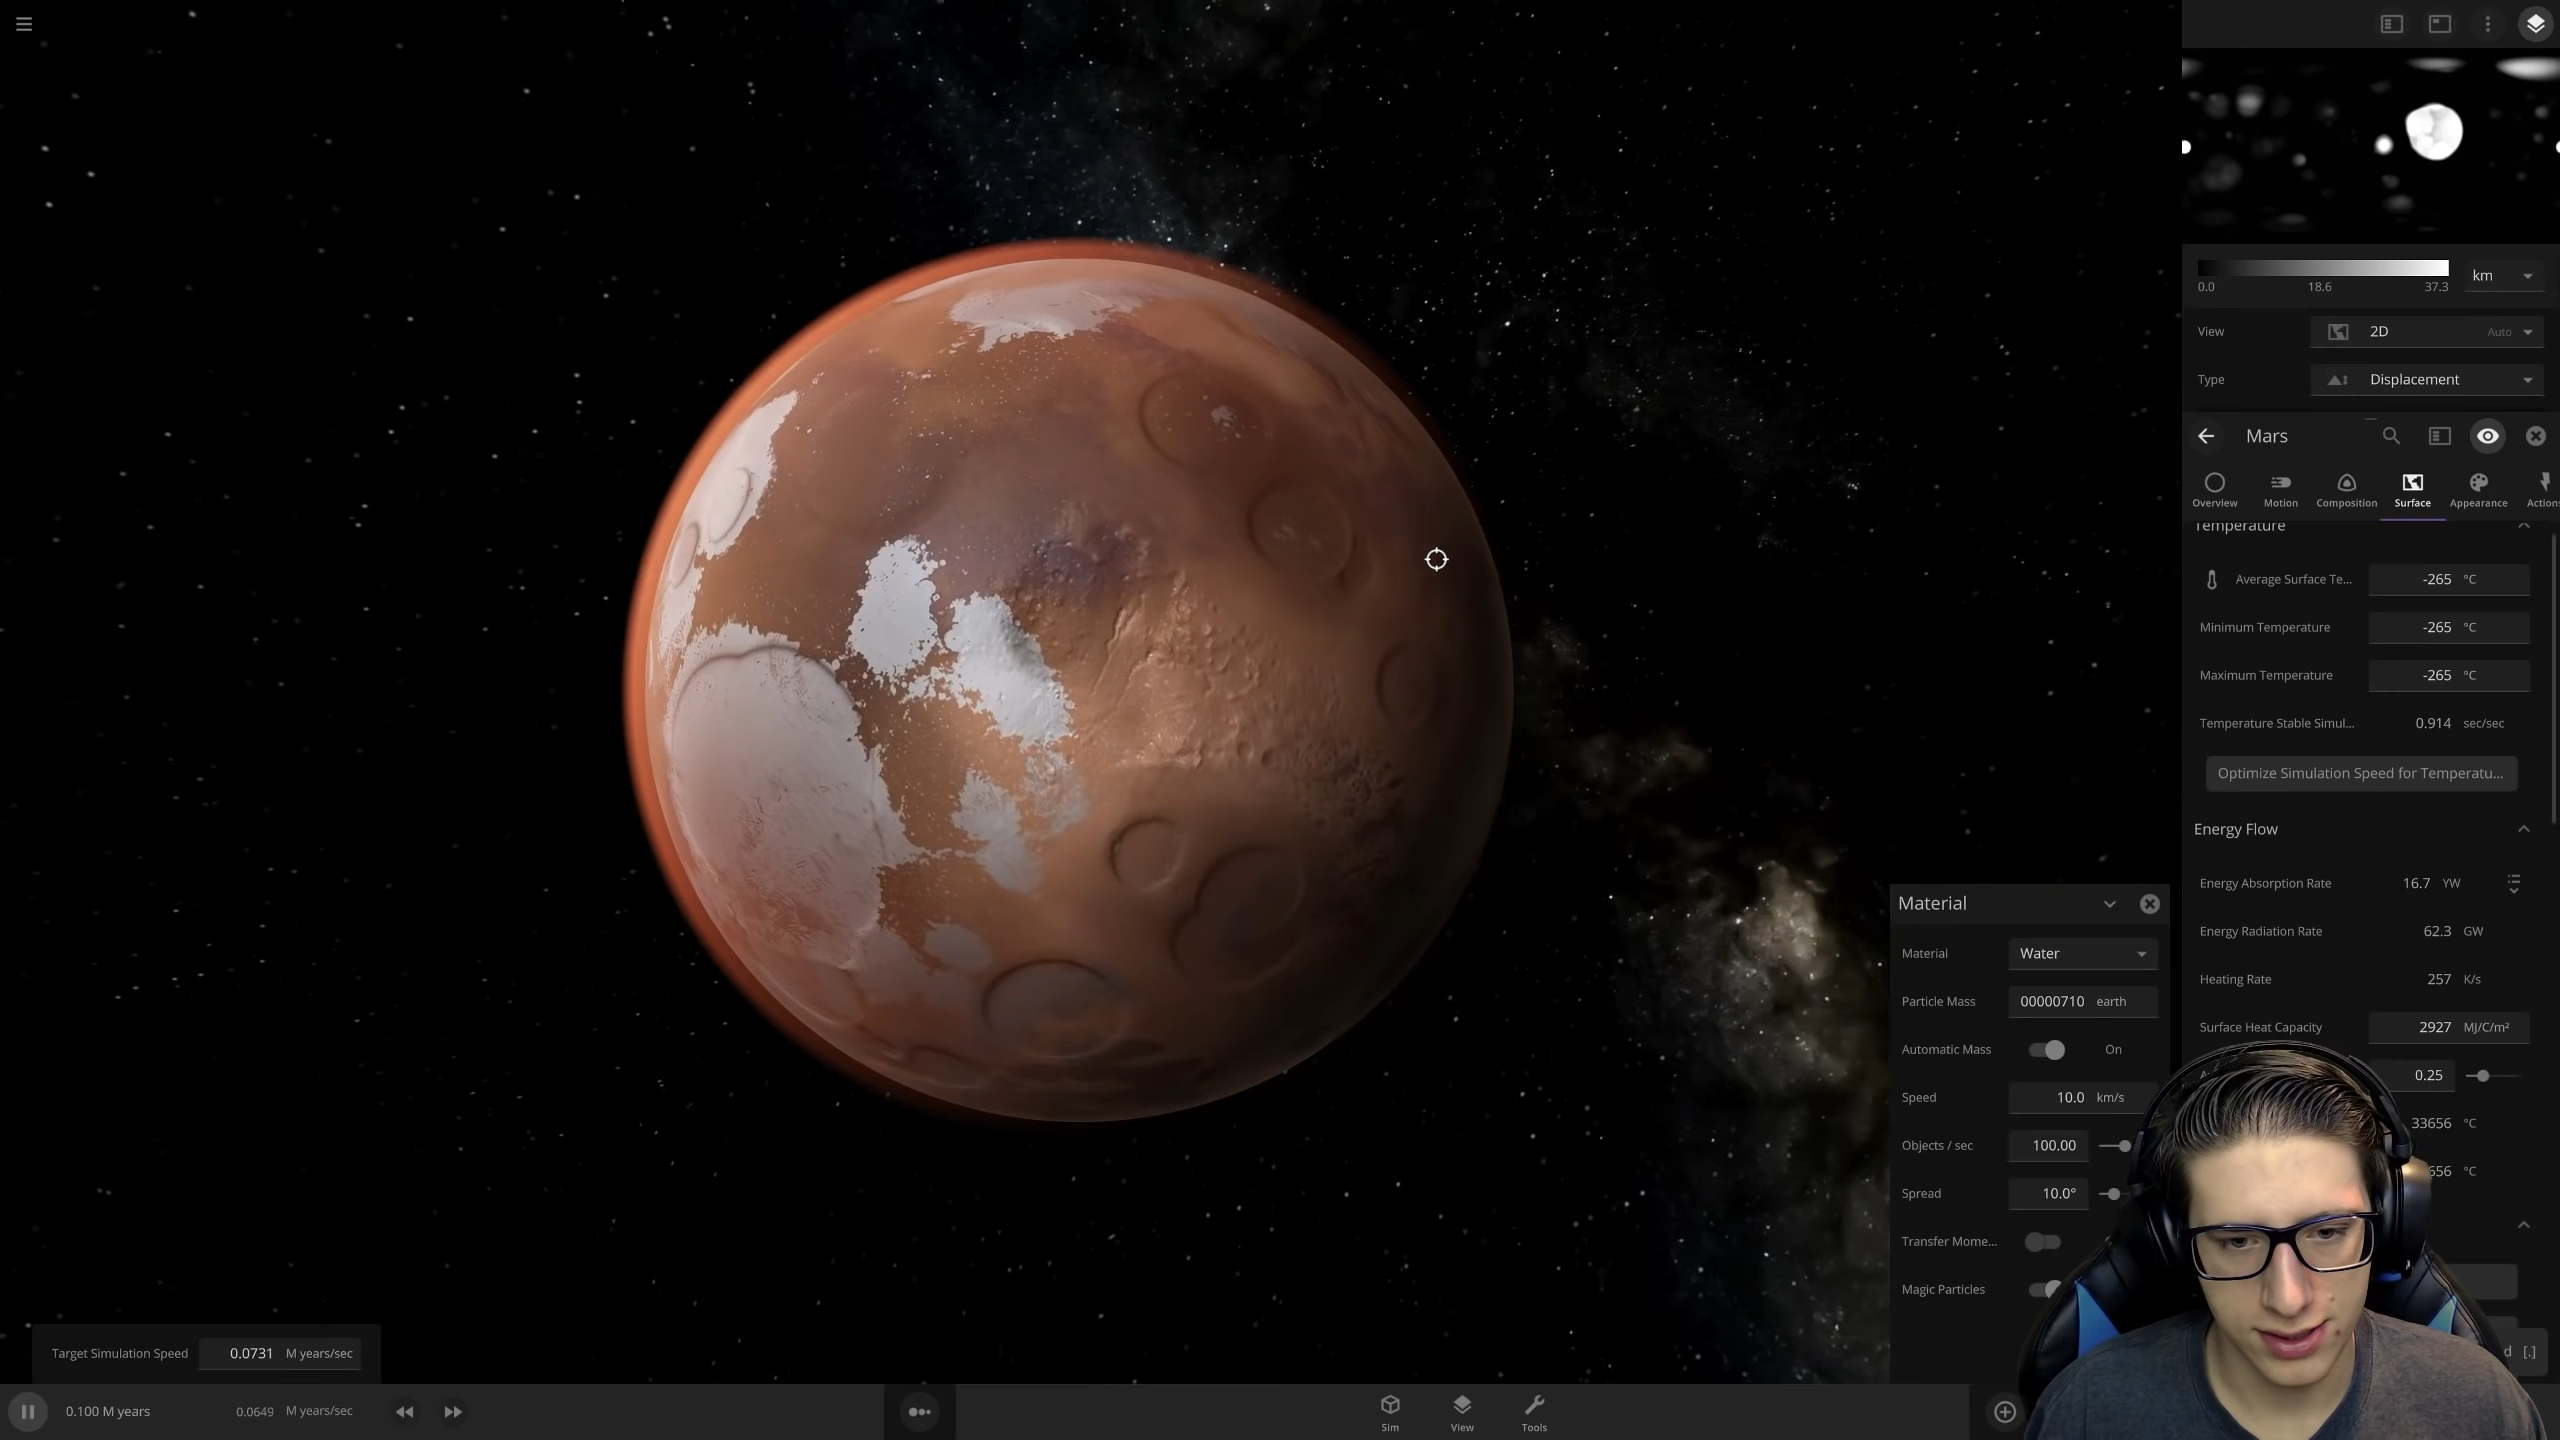 0.0 18.6 37.3 km
View 2D Auto
Type Displacement
Mars
Overview Motion Composition Surface Appearance Action
Temperature
Average Surface Te... -265 °C
Minimum Temperature -265 °C
Maximum Temperature -265 °C
Temperature Stable Simul... 0.914 sec/sec
Optimize Simulation Speed for Temperatu...
Energy Flow
Energy Absorption Rate 16.7 YW
Energy Radiation Rate 62.3 GW
Heating Rate 257 K/s
Surface Heat Capacity 2927 MJ/C/m²
0.25
33656 °C
656 °C
d [.]
Material
Material Water
Particle Mass 00000710 earth
Automatic Mass On
Speed 10.0 km/s
Objects / sec 100.00
Spread 10.0°
Transfer Mome...
Magic Particles
Target Simulation Speed 0.0731 M years/sec
0.100 M years 0.0649 M years/sec
Sim View Tools